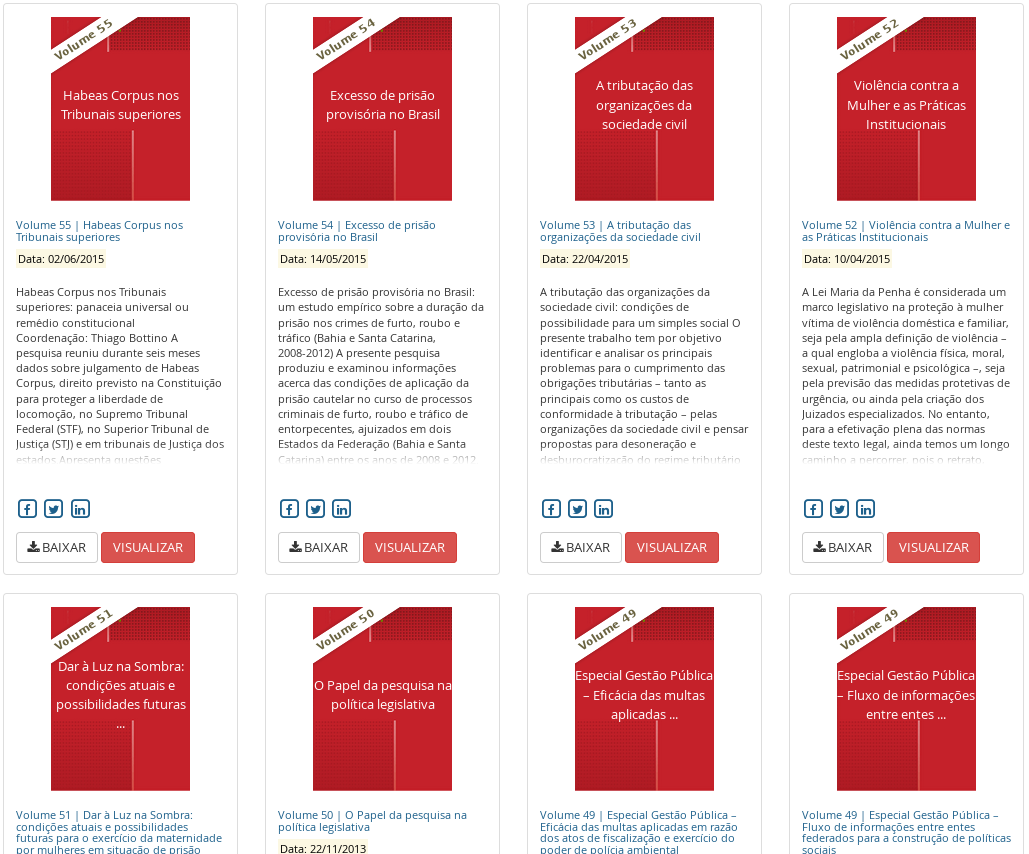 Volume 55
Habeas Corpus nos
Tribunais superiores
Volume 55 | Habeas Corpus nos
Tribunais superiores
Data: 02/06/2015
Habeas Corpus nos Tribunais
superiores: panaceia universal ou
remédio constitucional
Coordenação: Thiago Bottino A
pesquisa reuniu durante seis meses
dados sobre julgamento de Habeas
Corpus, direito previsto na Constituição
para proteger a liberdade de
locomoção, no Supremo Tribunal
Federal (STF), no Superior Tribunal de
Justiça (STJ) e em tribunais de Justiça dos
estados Apresenta questões
BAIXAR
VISUALIZAR
Volume 54
Excesso de prisão
provisória no Brasil
Volume 54 | Excesso de prisão
provisória no Brasil
Data: 14/05/2015
Excesso de prisão provisória no Brasil:
um estudo empírico sobre a duração da
prisão nos crimes de furto, roubo e
tráfico (Bahia e Santa Catarina,
2008-2012) A presente pesquisa
produziu e examinou informações
acerca das condições de aplicação da
prisão cautelar no curso de processos
criminais de furto, roubo e tráfico de
entorpecentes, ajuizados em dois
Estados da Federação (Bahia e Santa
Catarina) entre os anos de 2008 e 2012
BAIXAR
VISUALIZAR
Volume 53
A tributação das
organizações da
sociedade civil
Volume 53 | A tributação das
organizações da sociedade civil
Data: 22/04/2015
A tributação das organizações da
sociedade civil: condições de
possibilidade para um simples social O
presente trabalho tem por objetivo
identificar e analisar os principais
problemas para o cumprimento das
obrigações tributárias – tanto as
principais como os custos de
conformidade à tributação – pelas
organizações da sociedade civil e pensar
propostas para desoneração e
desburocratização do regime tributário
BAIXAR
VISUALIZAR
Volume 52
Violência contra a
Mulher e as Práticas
Institucionais
Volume 52 | Violência contra a Mulher e
as Práticas Institucionais
Data: 10/04/2015
A Lei Maria da Penha é considerada um
marco legislativo na proteção à mulher
vítima de violência doméstica e familiar,
seja pela ampla definição de violência –
a qual engloba a violência física, moral,
sexual, patrimonial e psicológica –, seja
pela previsão das medidas protetivas de
urgência, ou ainda pela criação dos
Juizados especializados. No entanto,
para a efetivação plena das normas
deste texto legal, ainda temos um longo
caminho a percorrer, pois o retrato
BAIXAR
VISUALIZAR
Volume 51
Dar à Luz na Sombra:
condições atuais e
possibilidades futuras
...
Volume 51 | Dar à Luz na Sombra:
condições atuais e possibilidades
futuras para o exercício da maternidade
por mulheres em situação de prisão
Volume 50
O Papel da pesquisa na
política legislativa
Volume 50 | O Papel da pesquisa na
política legislativa
Data: 22/11/2013
Volume 49
Especial Gestão Pública
– Eficácia das multas
aplicadas ...
Volume 49 | Especial Gestão Pública –
Eficácia das multas aplicadas em razão
dos atos de fiscalização e exercício do
poder de polícia ambiental
Volume 49
Especial Gestão Pública
– Fluxo de informações
entre entes ...
Volume 49 | Especial Gestão Pública –
Fluxo de informações entre entes
federados para a construção de políticas
sociais